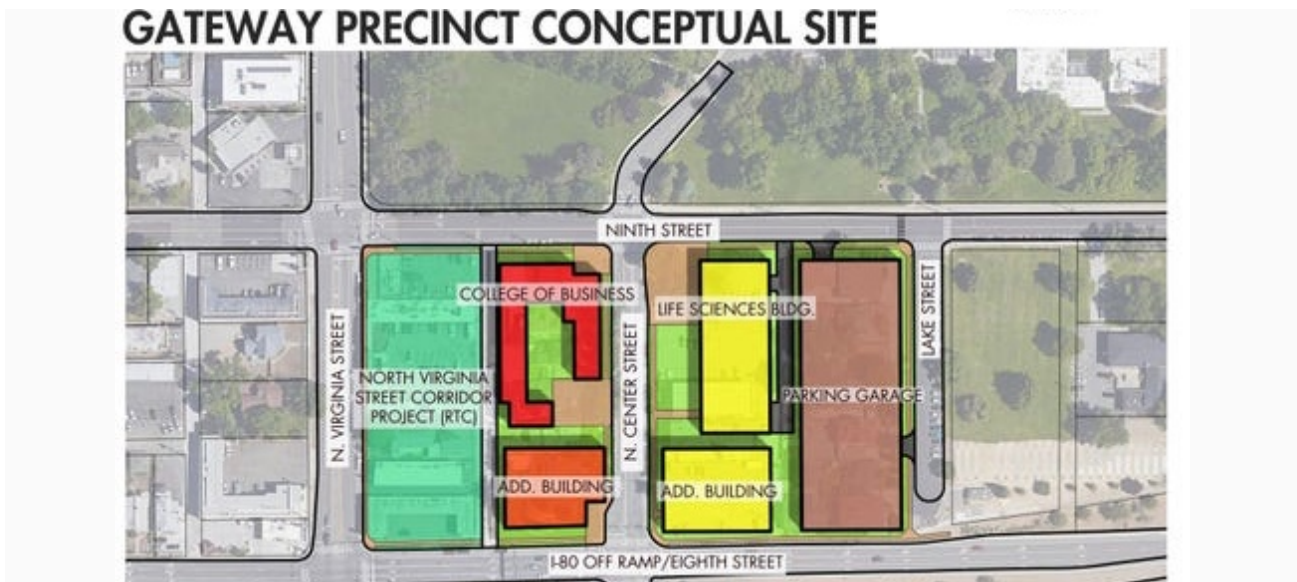 GATEWAY PRECINCT CONCEPTUAL SITE
NINTH STREET
COLLEGE OF BUSINESS
LIFE SCIENCES BLDG.
N. VIRGINIA STREET
NORTH VIRGINIA
STREET CORRIDOR
PROJECT (RTC)
N. CENTER STREET
PARKING GARAGE
LAKE STREET
ADD. BUILDING
ADD. BUILDING
I-80 OFF RAMP/EIGHTH STREET